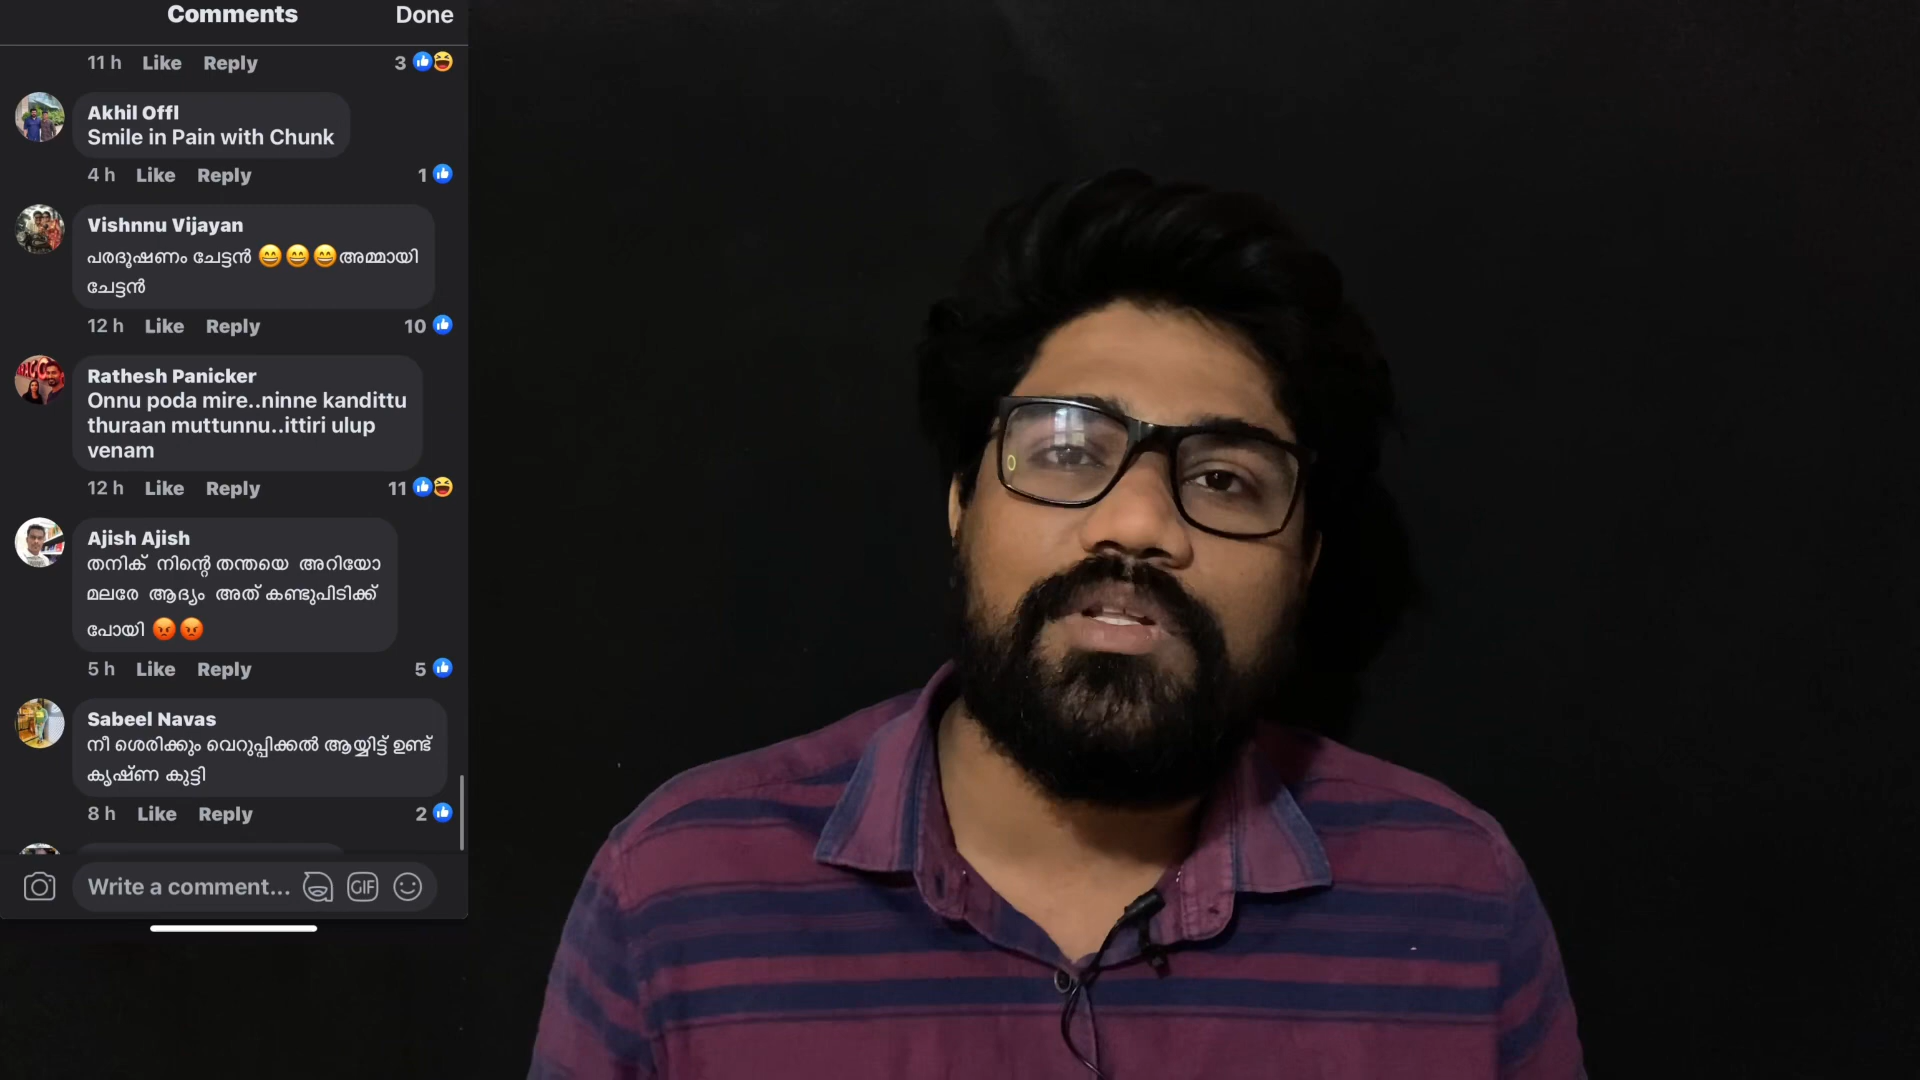 Comments Done
11 h Like Reply 3
Akhil Offl
Smile in Pain with Chunk
4 h Like Reply 1
Vishnnu Vijayan
പരദൂഷണം ചേട്ടൻ 😄😄😄അമ്മായി
ചേട്ടൻ
12 h Like Reply 10
Rathesh Panicker
Onnu poda mire..ninne kandittu
thuraan muttunnu..ittiri ulup
venam
12 h Like Reply 11
Ajish Ajish
തനിക് നിന്റെ തന്തയെ അറിയോ
മലരേ ആദ്യം അത് കണ്ടുപിടിക്ക്
പോയി 😡😡
5 h Like Reply 5
Sabeel Navas
നീ ശെരിക്കും വെറുപ്പിക്കൽ ആയ്യിട്ട് ഉണ്ട്
കൃഷ്ണ കുട്ടി
8 h Like Reply 2
Write a comment... GIF